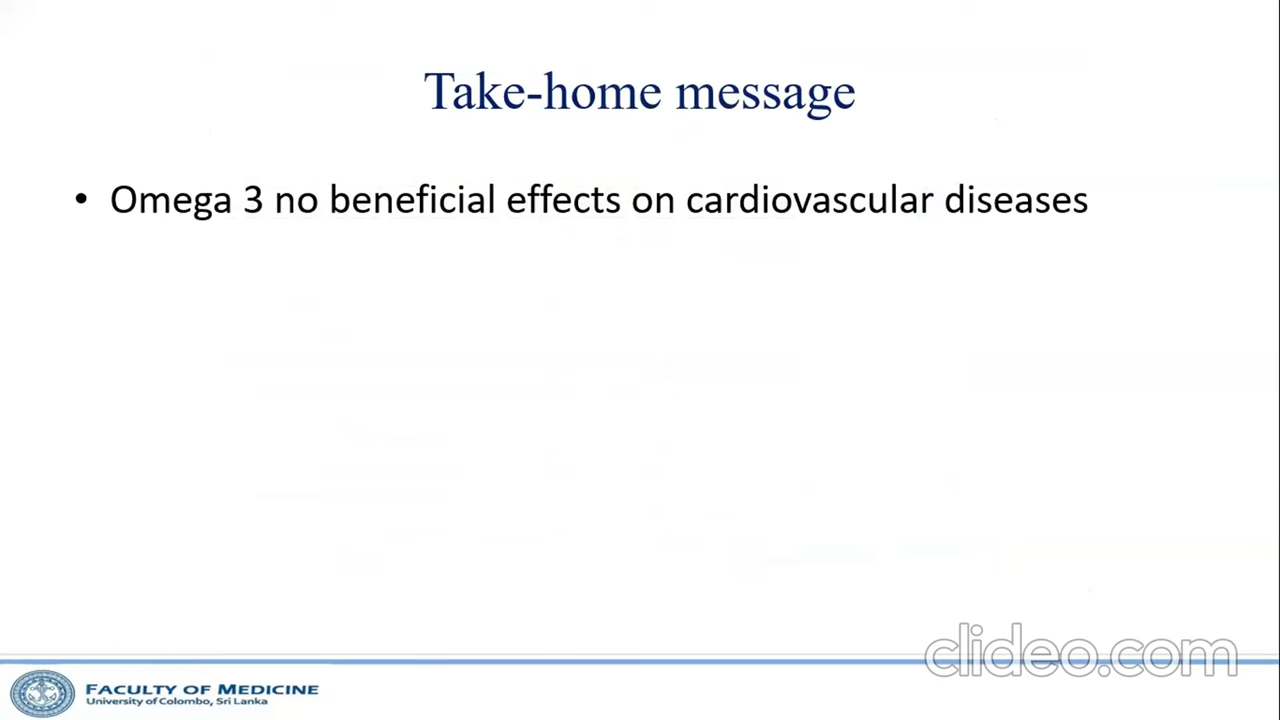 Take-home message
• Omega 3 no beneficial effects on cardiovascular diseases
clideo.com
FACULTY OF MEDICINE
University of Colombo, Sri Lanka